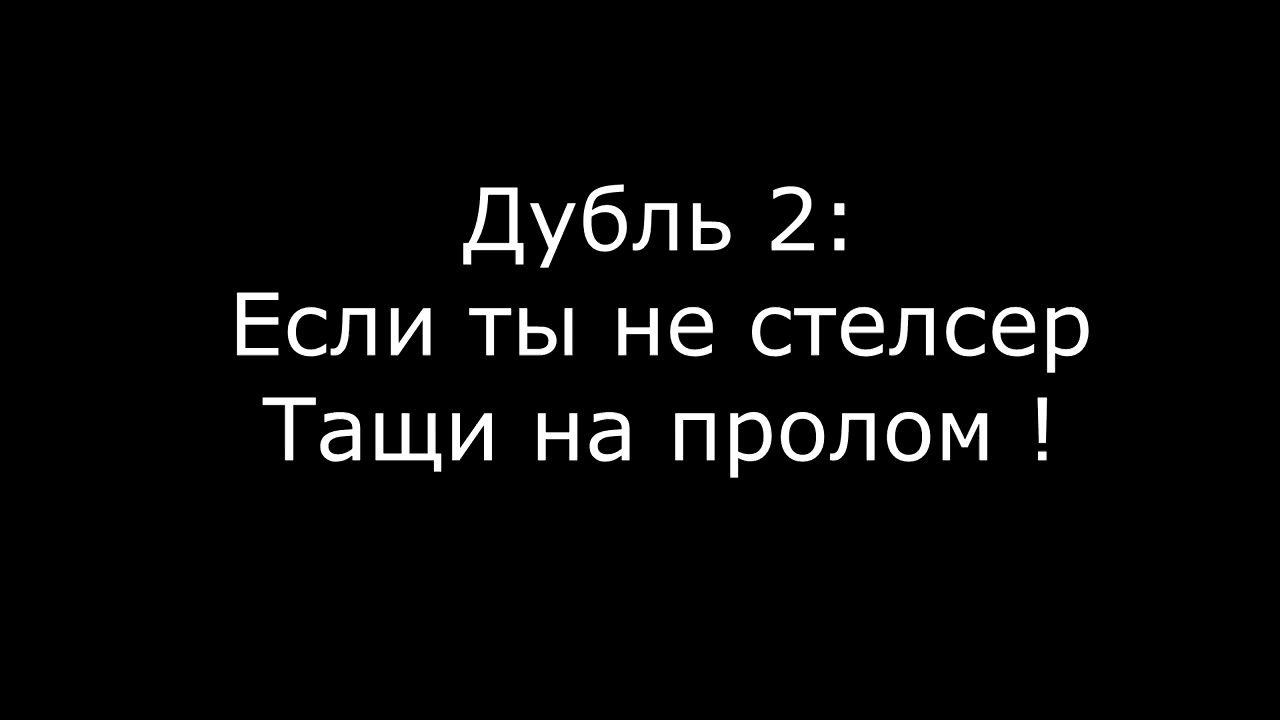 Дубль 2:
Если ты не стелсер
Тащи на пролом !